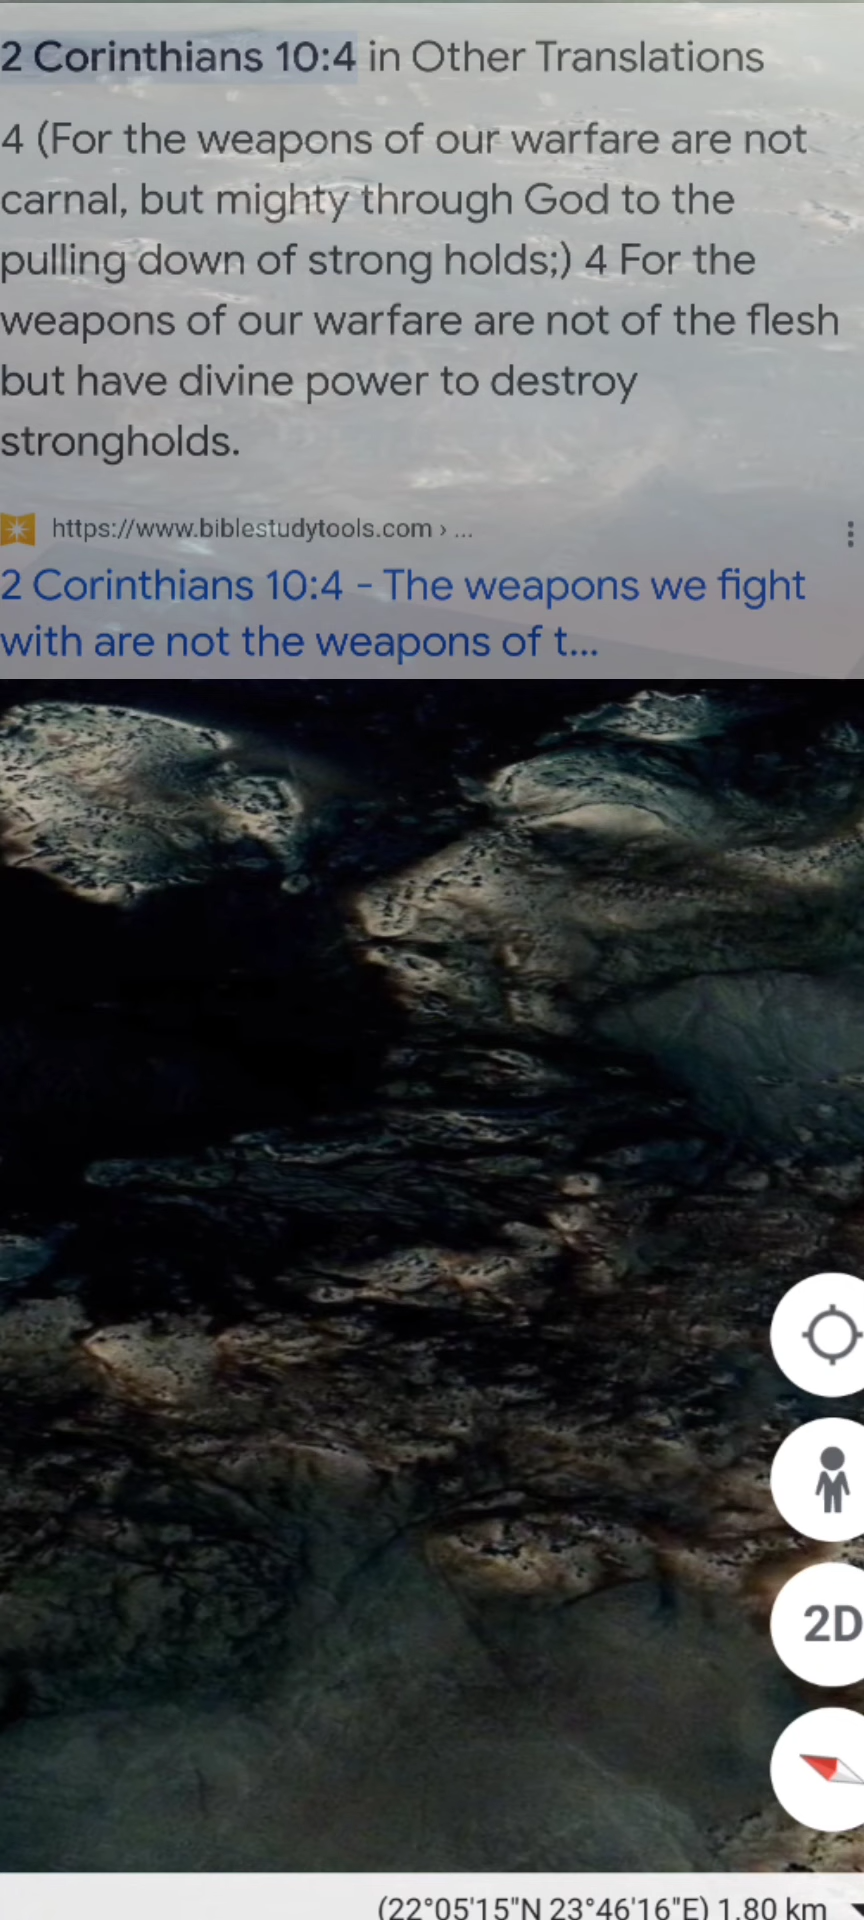 2 Corinthians 10:4 in Other Translations
4 (For the weapons of our warfare are not
carnal, but mighty through God to the
pulling down of strong holds;) 4 For the
weapons of our warfare are not of the flesh
but have divine power to destroy
strongholds.
https://www.biblestudytools.com › ...
2 Corinthians 10:4 - The weapons we fight
with are not the weapons of t...
2D
(22°05'15"N 23°46'16"E) 1.80 km